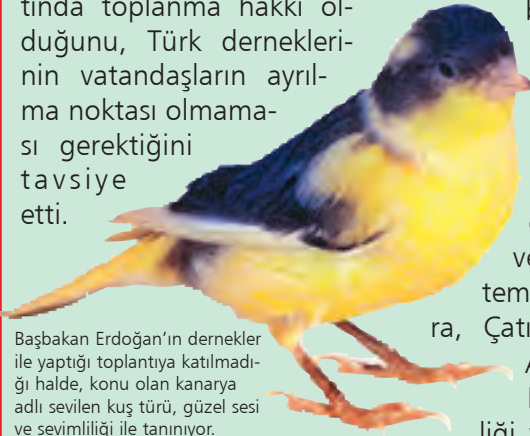 tında toplanma hakkı ol-
duğunu, Türk dernekleri-
nin vatandaşların ayrıl-
ma noktası olmama-
sı gerektiğini
tavsiye
etti.
Başbakan Erdoğan’ın dernekler
ile yaptığı toplantıya katılmadı-
ğı halde, konu olan kanarya
adlı sevilen kuş türü, güzel sesi
ve sevimliliği ile tanınıyor.
ra, Çatı
liği